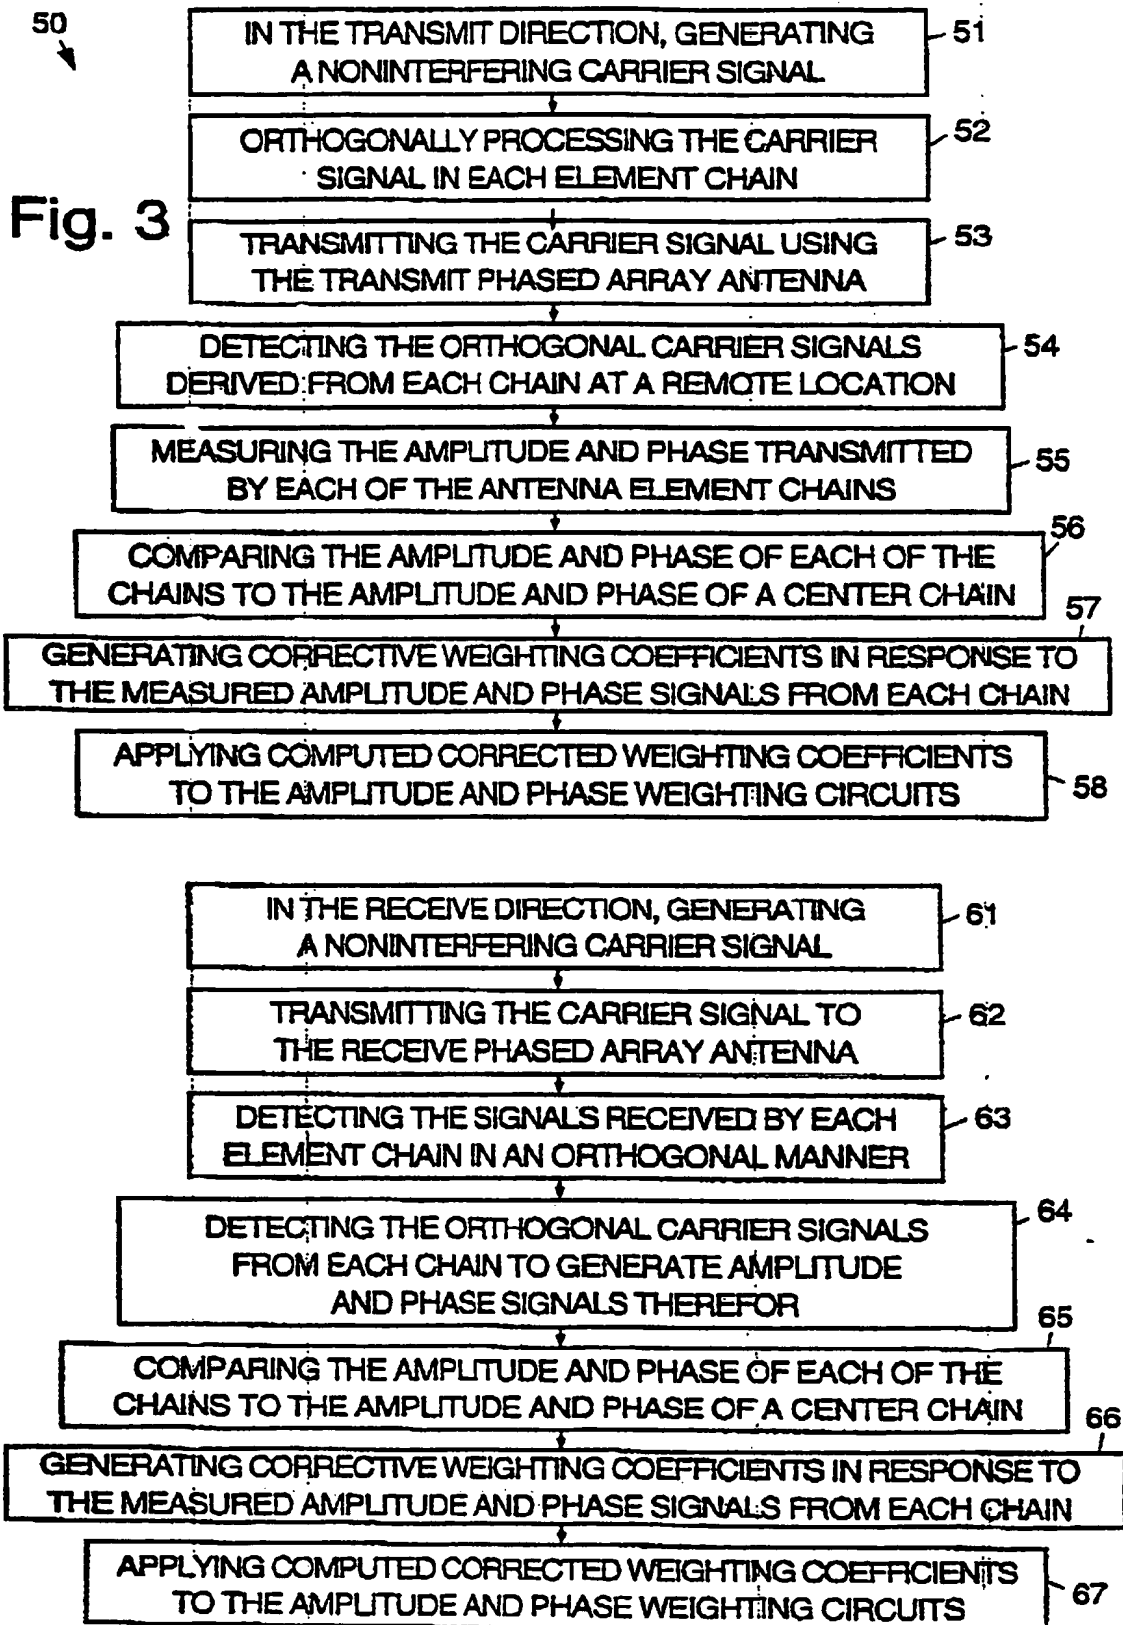 50
IN THE TRANSMIT DIRECTION, GENERATING
A NONINTERFERING CARRIER SIGNAL
51
ORTHOGONALLY PROCESSING THE CARRIER
SIGNAL IN EACH ELEMENT CHAIN
52
Fig. 3
TRANSMITTING THE CARRIER SIGNAL USING
THE TRANSMIT PHASED ARRAY ANTENNA
53
DETECTING THE ORTHOGONAL CARRIER SIGNALS
DERIVED FROM EACH CHAIN AT A REMOTE LOCATION
54
MEASURING THE AMPLITUDE AND PHASE TRANSMITTED
BY EACH OF THE ANTENNA ELEMENT CHAINS
55
COMPARING THE AMPLITUDE AND PHASE OF EACH OF THE
CHAINS TO THE AMPLITUDE AND PHASE OF A CENTER CHAIN
56
GENERATING CORRECTIVE WEIGHTING COEFFICIENTS IN RESPONSE TO
THE MEASURED AMPLITUDE AND PHASE SIGNALS FROM EACH CHAIN
57
APPLYING COMPUTED CORRECTED WEIGHTING COEFFICIENTS
TO THE AMPLITUDE AND PHASE WEIGHTING CIRCUITS
58
IN THE RECEIVE DIRECTION, GENERATING
A NONINTERFERING CARRIER SIGNAL
61
TRANSMITTING THE CARRIER SIGNAL TO
THE RECEIVE PHASED ARRAY ANTENNA
62
DETECTING THE SIGNALS RECEIVED BY EACH
ELEMENT CHAIN IN AN ORTHOGONAL MANNER
63
DETECTING THE ORTHOGONAL CARRIER SIGNALS
FROM EACH CHAIN TO GENERATE AMPLITUDE
AND PHASE SIGNALS THEREFOR
64
COMPARING THE AMPLITUDE AND PHASE OF EACH OF THE
CHAINS TO THE AMPLITUDE AND PHASE OF A CENTER CHAIN
65
GENERATING CORRECTIVE WEIGHTING COEFFICIENTS IN RESPONSE TO
THE MEASURED AMPLITUDE AND PHASE SIGNALS FROM EACH CHAIN
66
APPLYING COMPUTED CORRECTED WEIGHTING COEFFICIENTS
TO THE AMPLITUDE AND PHASE WEIGHTING CIRCUITS
67